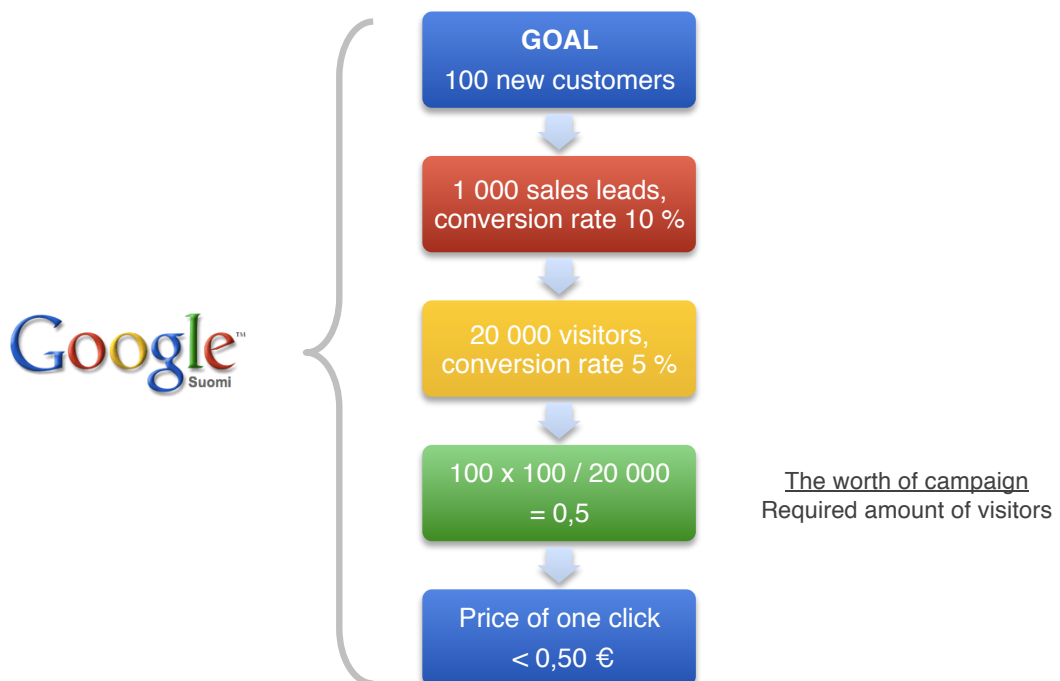 GOAL
100 new customers
1 000 sales leads,
conversion rate 10 %
Google™
Suomi
20 000 visitors,
conversion rate 5 %
100 x 100 / 20 000
= 0,5
The worth of campaign
Required amount of visitors
Price of one click
< 0,50 €